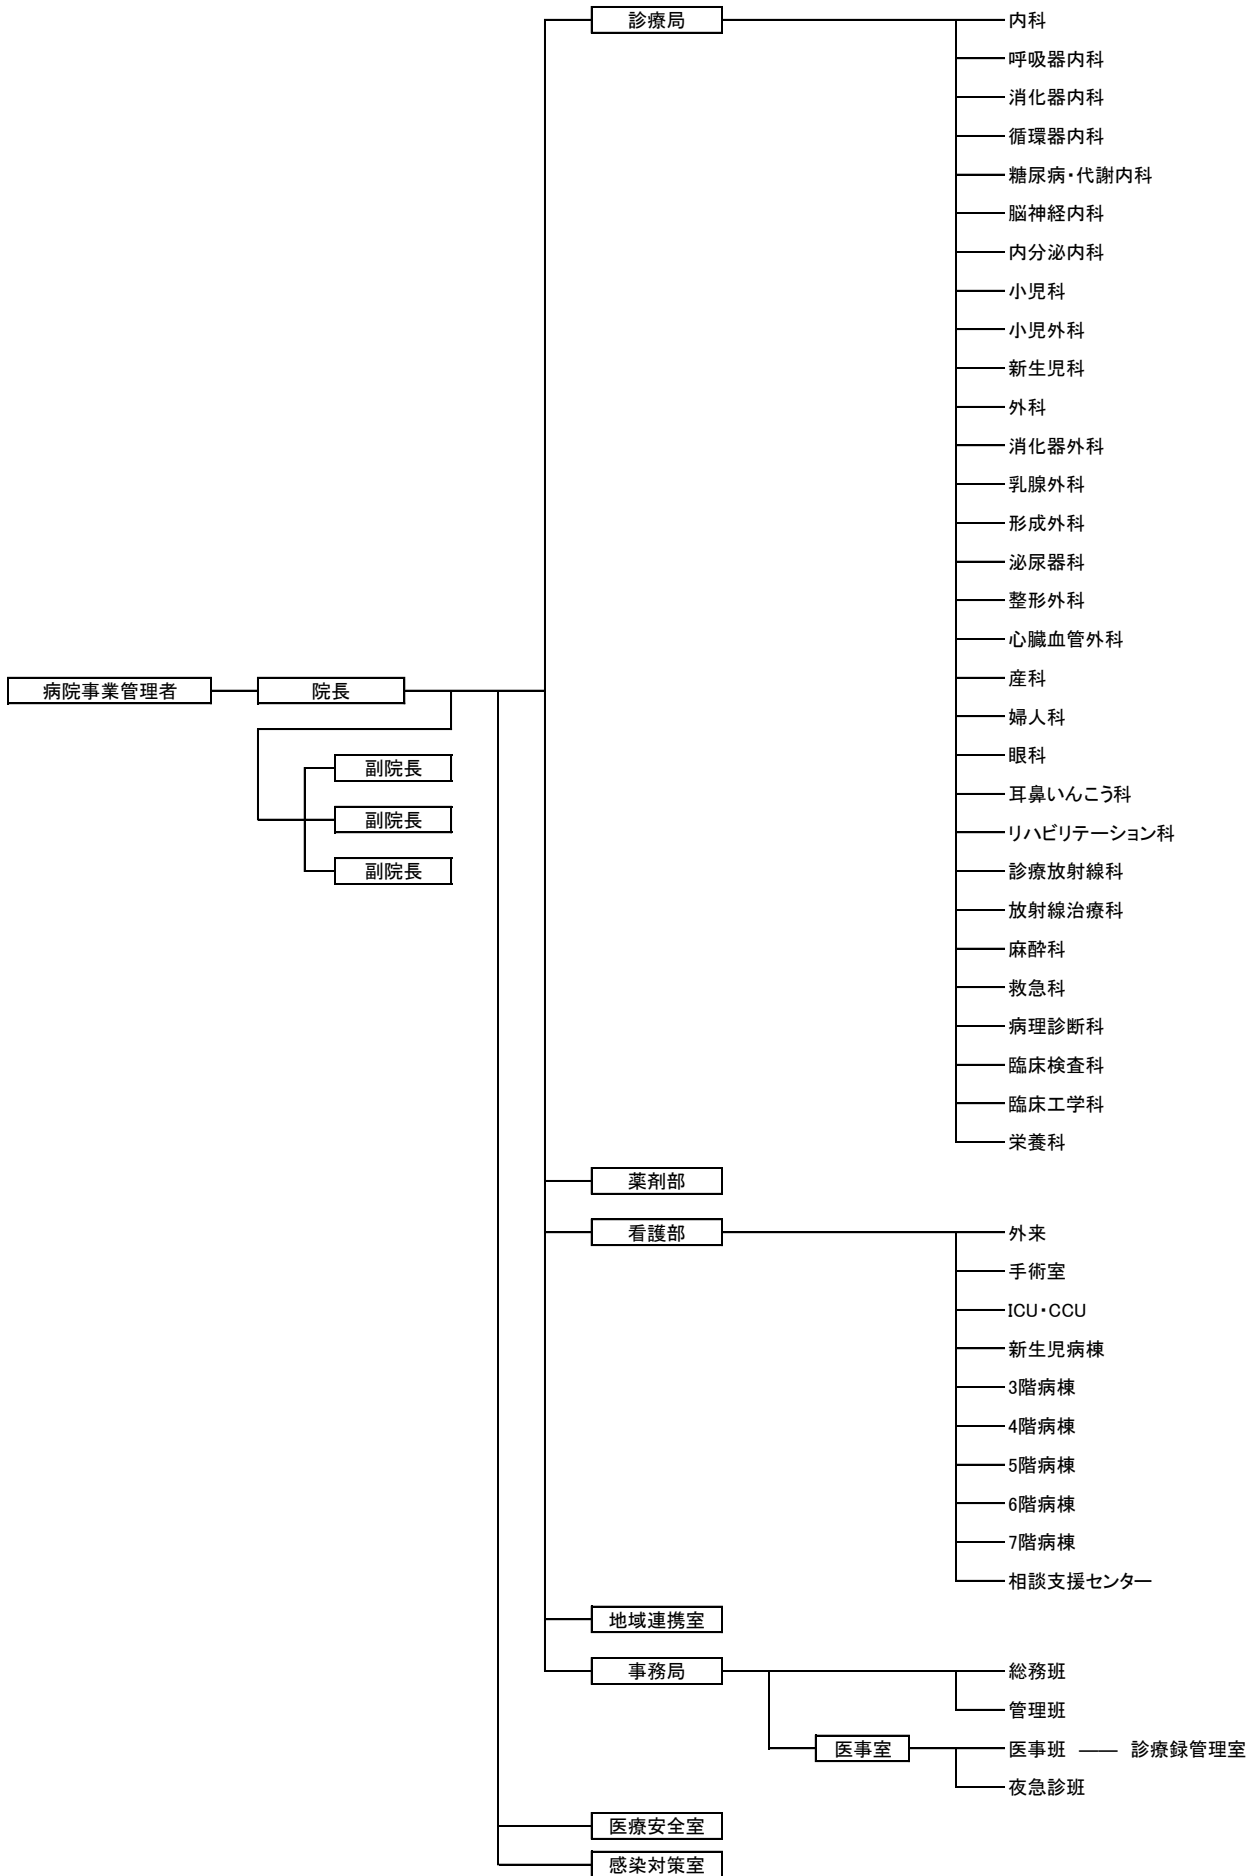 診療局
内科
呼吸器内科
消化器内科
循環器内科
糖尿病・代謝内科
脳神経内科
内分泌内科
小児科
小児外科
新生児科
外科
消化器外科
乳腺外科
形成外科
泌尿器科
整形外科
心臓血管外科
産科
病院事業管理者
院長
婦人科
眼科
副院長
耳鼻いんこう科
副院長
リハビリテーション科
副院長
診療放射線科
放射線治療科
麻酔科
救急科
病理診断科
臨床検査科
臨床工学科
栄養科
薬剤部
看護部
外来
手術室
ICU・CCU
新生児病棟
3階病棟
4階病棟
5階病棟
6階病棟
7階病棟
相談支援センター
地域連携室
事務局
総務班
管理班
医事室
医事班 ―― 診療録管理室
夜急診班
医療安全室
感染対策室